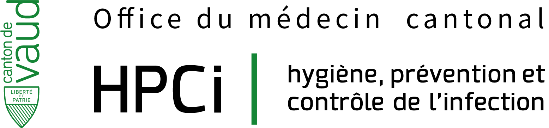 Office du médecin cantonal
canton de
vaud
LIBERTÉ
ET
PATRIE
HPCi
hygiène, prévention et
contrôle de l'infection